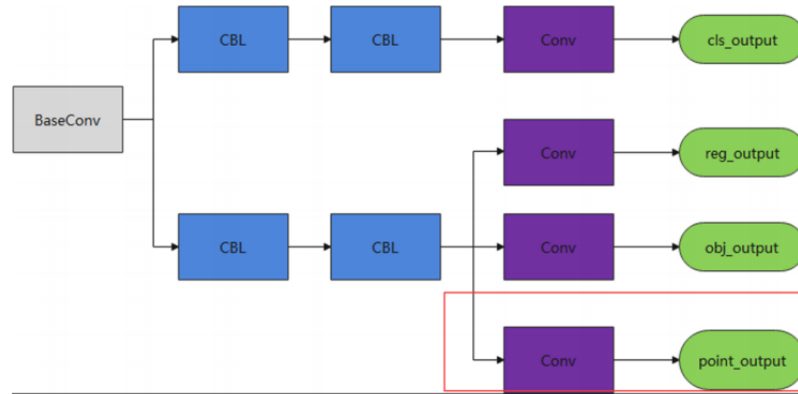 CBL
CBL
Conv
cls_output
BaseConv
Conv
reg_output
CBL
CBL
Conv
obj_output
Conv
point_output